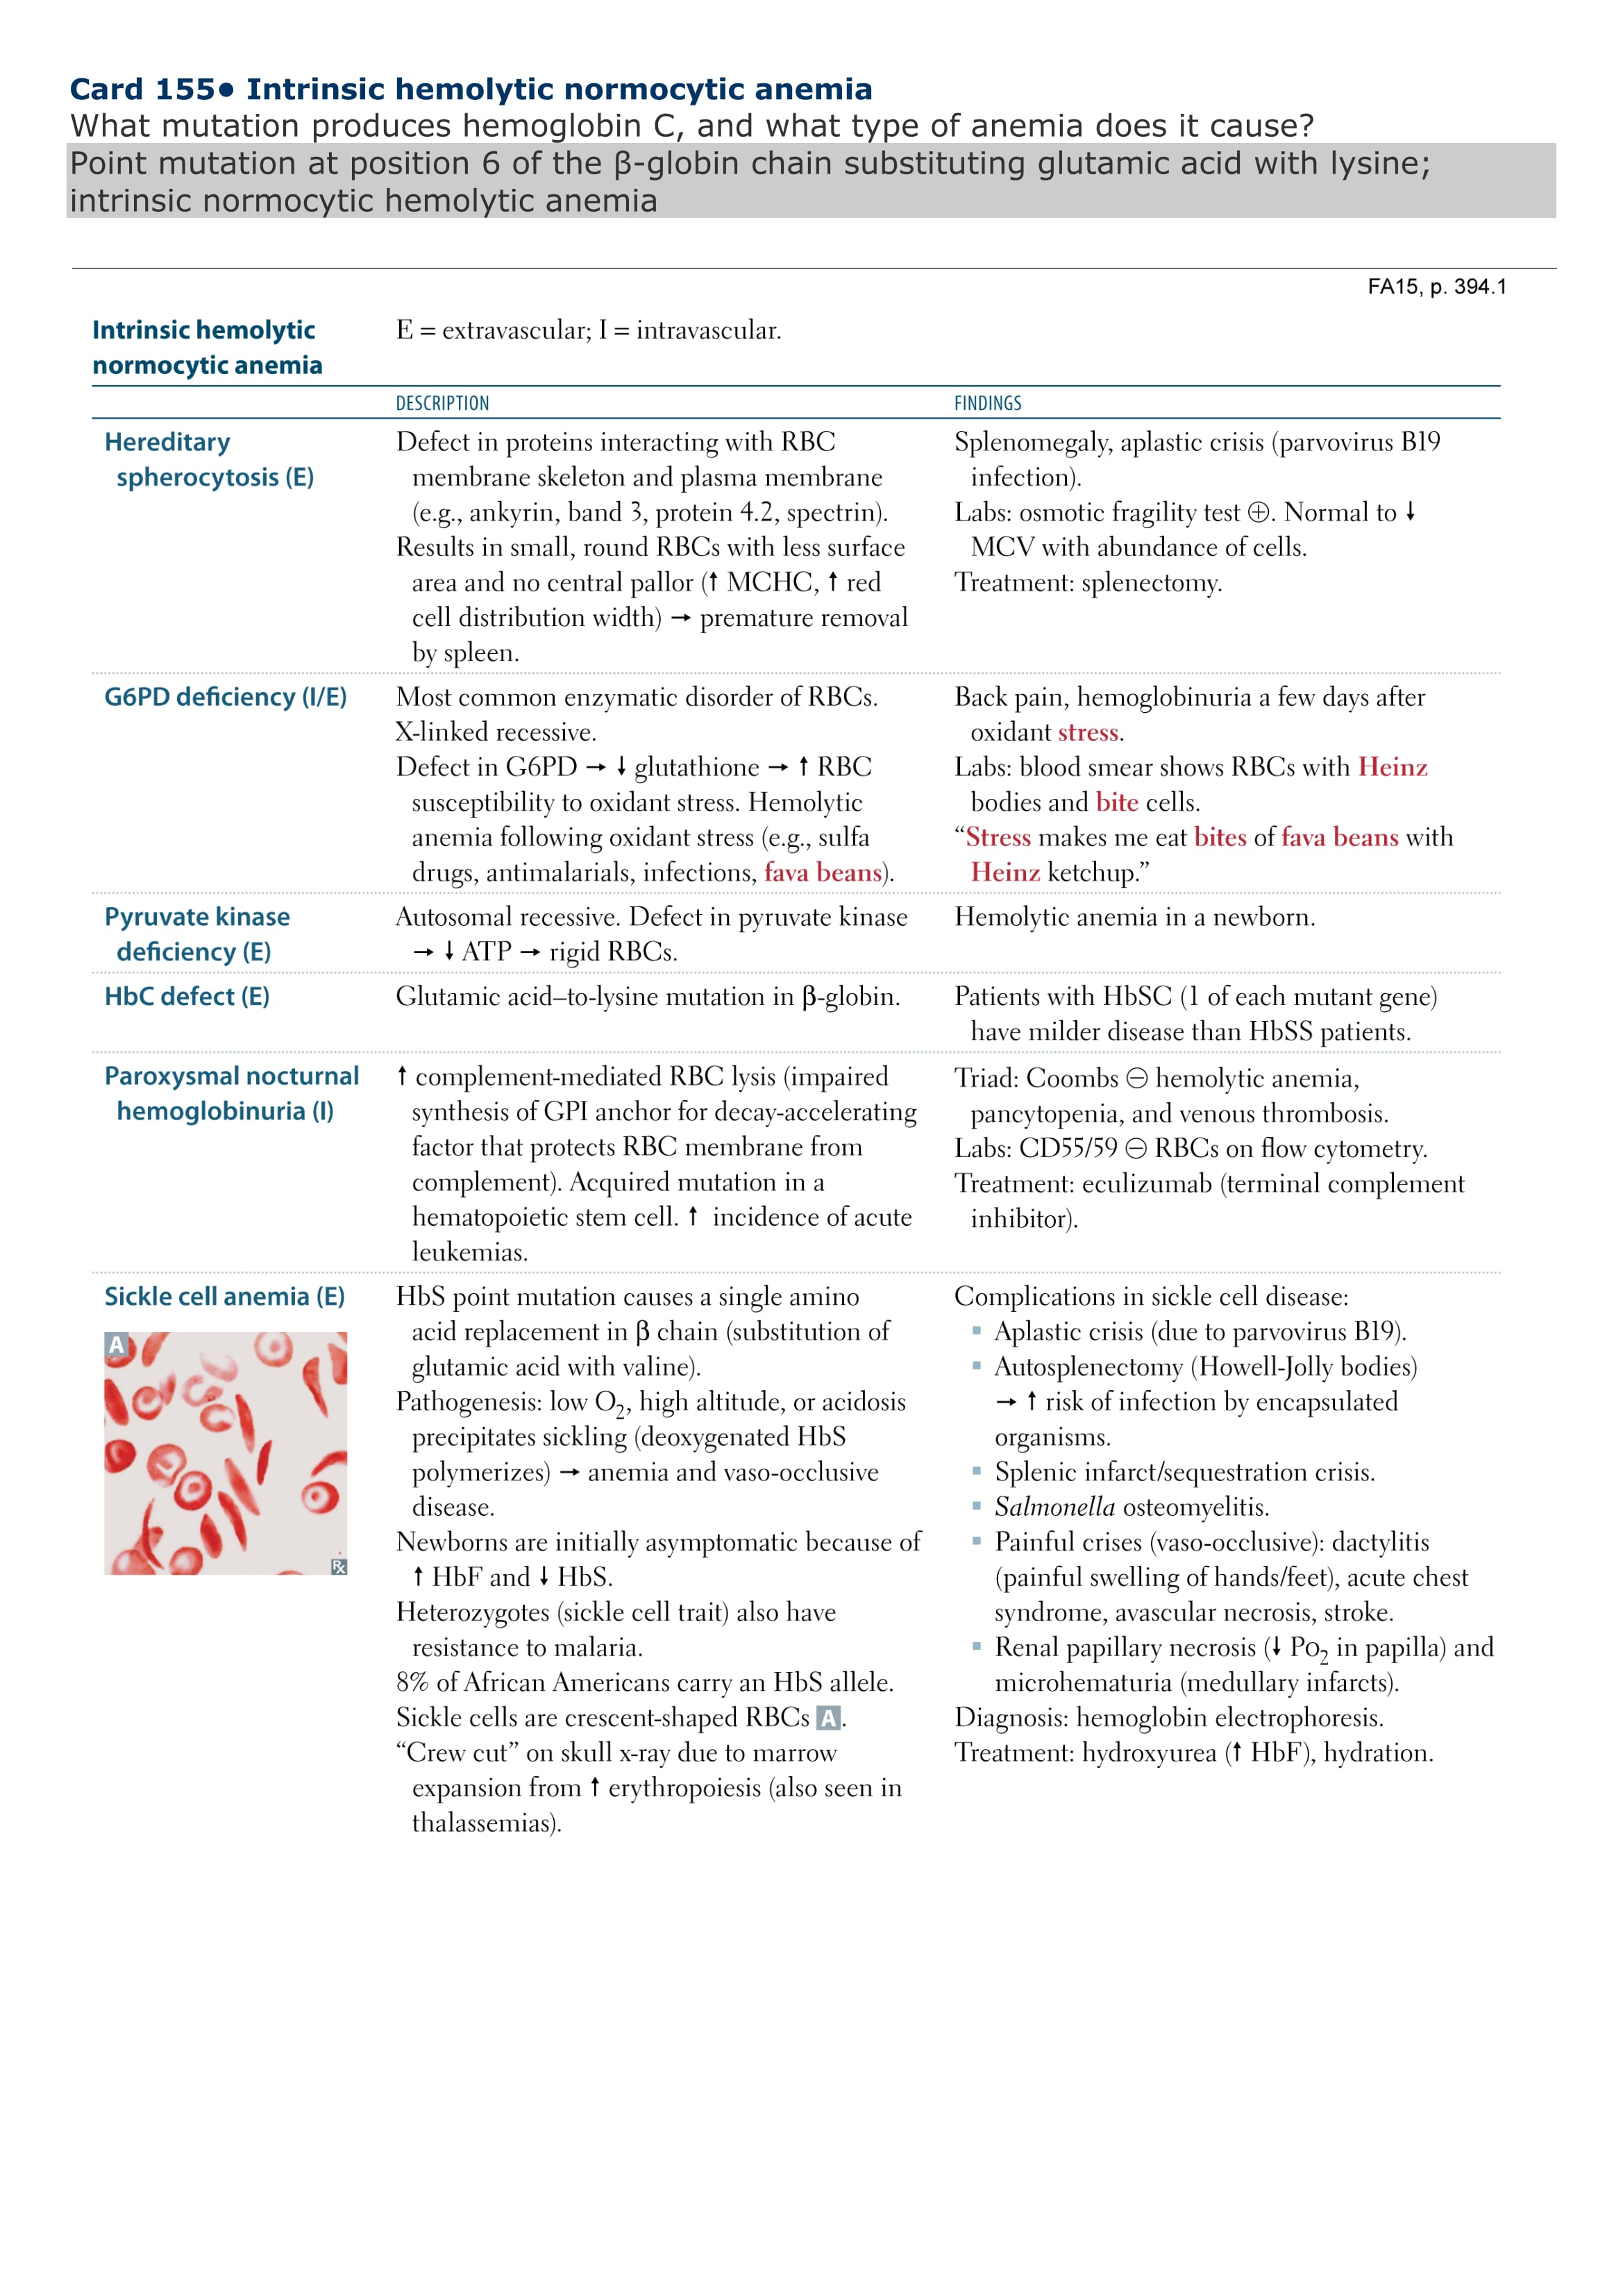 Card 155● Intrinsic hemolytic normocytic anemia
What mutation produces hemoglobin C, and what type of anemia does it cause?
Point mutation at position 6 of the β-globin chain substituting glutamic acid with lysine;
intrinsic normocytic hemolytic anemia
FA15, p. 394.1
Intrinsic hemolytic
normocytic anemia
E = extravascular; I = intravascular.
DESCRIPTION
FINDINGS
Hereditary
spherocytosis (E)
Defect in proteins interacting with RBC
membrane skeleton and plasma membrane
(e.g., ankyrin, band 3, protein 4.2, spectrin).
Results in small, round RBCs with less surface
area and no central pallor (↑ MCHC, ↑ red
cell distribution width) → premature removal
by spleen.
Splenomegaly, aplastic crisis (parvovirus B19
infection).
Labs: osmotic fragility test ⊕. Normal to ↓
MCV with abundance of cells.
Treatment: splenectomy.
G6PD deficiency (I/E)
Most common enzymatic disorder of RBCs.
X-linked recessive.
Defect in G6PD → ↓ glutathione → ↑ RBC
susceptibility to oxidant stress. Hemolytic
anemia following oxidant stress (e.g., sulfa
drugs, antimalarials, infections, fava beans).
Back pain, hemoglobinuria a few days after
oxidant stress.
Labs: blood smear shows RBCs with Heinz
bodies and bite cells.
“Stress makes me eat bites of fava beans with
Heinz ketchup.”
Pyruvate kinase
deficiency (E)
Autosomal recessive. Defect in pyruvate kinase
→ ↓ ATP → rigid RBCs.
Hemolytic anemia in a newborn.
HbC defect (E)
Glutamic acid–to-lysine mutation in β-globin.
Patients with HbSC (1 of each mutant gene)
have milder disease than HbSS patients.
Paroxysmal nocturnal
hemoglobinuria (I)
↑ complement-mediated RBC lysis (impaired
synthesis of GPI anchor for decay-accelerating
factor that protects RBC membrane from
complement). Acquired mutation in a
hematopoietic stem cell. ↑ incidence of acute
leukemias.
Triad: Coombs ⊖ hemolytic anemia,
pancytopenia, and venous thrombosis.
Labs: CD55/59 ⊖ RBCs on flow cytometry.
Treatment: eculizumab (terminal complement
inhibitor).
Sickle cell anemia (E)
A
Rx
HbS point mutation causes a single amino
acid replacement in β chain (substitution of
glutamic acid with valine).
Pathogenesis: low O₂, high altitude, or acidosis
precipitates sickling (deoxygenated HbS
polymerizes) → anemia and vaso-occlusive
disease.
Newborns are initially asymptomatic because of
↑ HbF and ↓ HbS.
Heterozygotes (sickle cell trait) also have
resistance to malaria.
8% of African Americans carry an HbS allele.
Sickle cells are crescent-shaped RBCs A.
“Crew cut” on skull x-ray due to marrow
expansion from ↑ erythropoiesis (also seen in
thalassemias).
Complications in sickle cell disease:
▪ Aplastic crisis (due to parvovirus B19).
▪ Autosplenectomy (Howell-Jolly bodies)
→ ↑ risk of infection by encapsulated
organisms.
▪ Splenic infarct/sequestration crisis.
▪ Salmonella osteomyelitis.
▪ Painful crises (vaso-occlusive): dactylitis
(painful swelling of hands/feet), acute chest
syndrome, avascular necrosis, stroke.
▪ Renal papillary necrosis (↓ Po₂ in papilla) and
microhematuria (medullary infarcts).
Diagnosis: hemoglobin electrophoresis.
Treatment: hydroxyurea (↑ HbF), hydration.